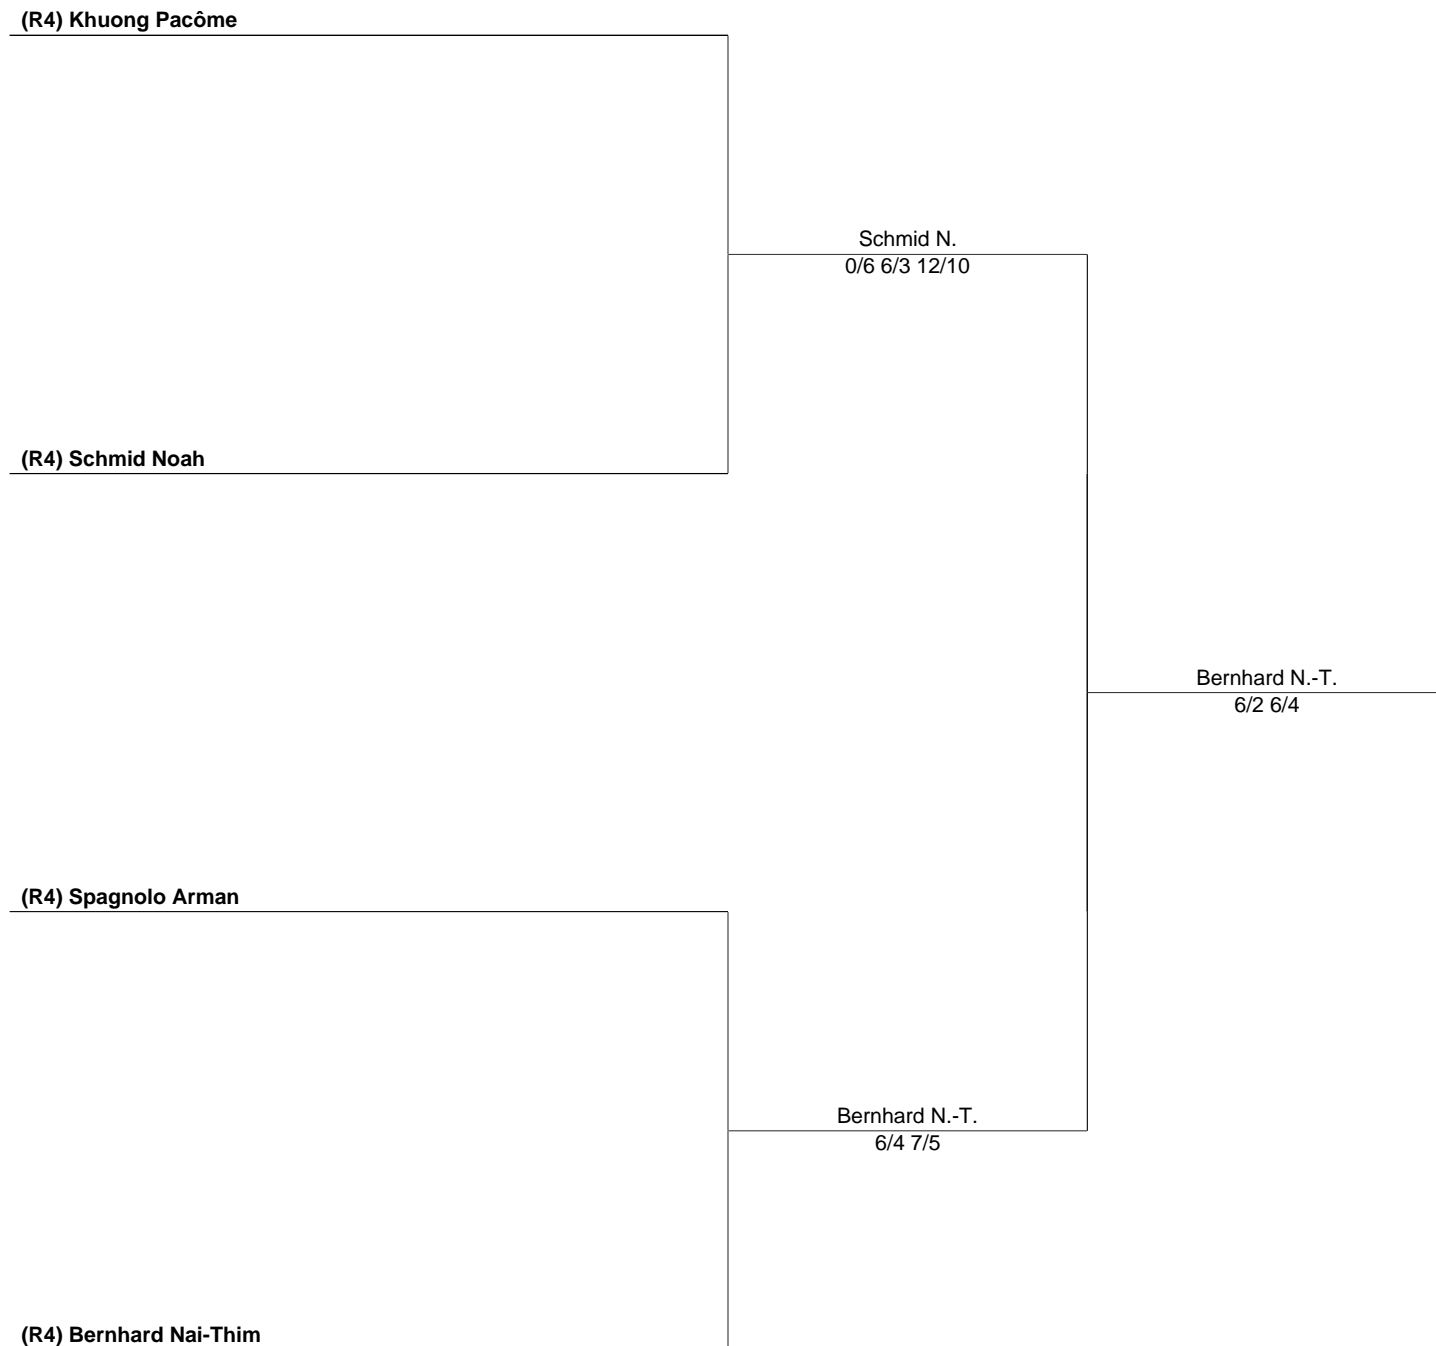 (R4) Khuong Pacôme
Schmid N.
0/6 6/3 12/10
(R4) Schmid Noah
Bernhard N.-T.
6/2 6/4
(R4) Spagnolo Arman
Bernhard N.-T.
6/4 7/5
(R4) Bernhard Nai-Thim